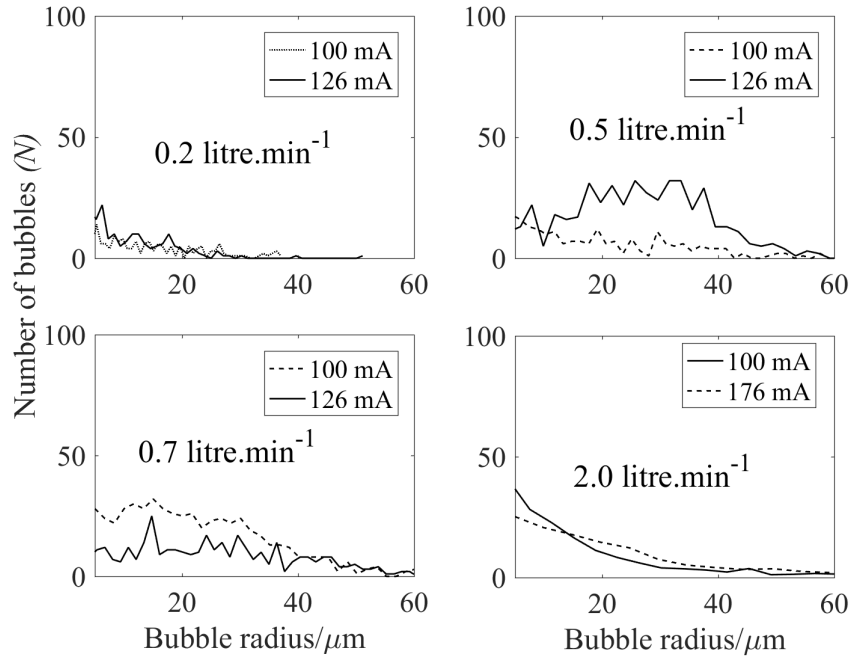 Number of bubbles (N)
100
50
0
20
40
60
100 mA
126 mA
0.2 litre.min⁻¹
100
50
0
20
40
60
100 mA
126 mA
0.5 litre.min⁻¹
100
50
0
20
40
60
100 mA
126 mA
0.7 litre.min⁻¹
Bubble radius/μm
100
50
0
20
40
60
100 mA
176 mA
2.0 litre.min⁻¹
Bubble radius/μm